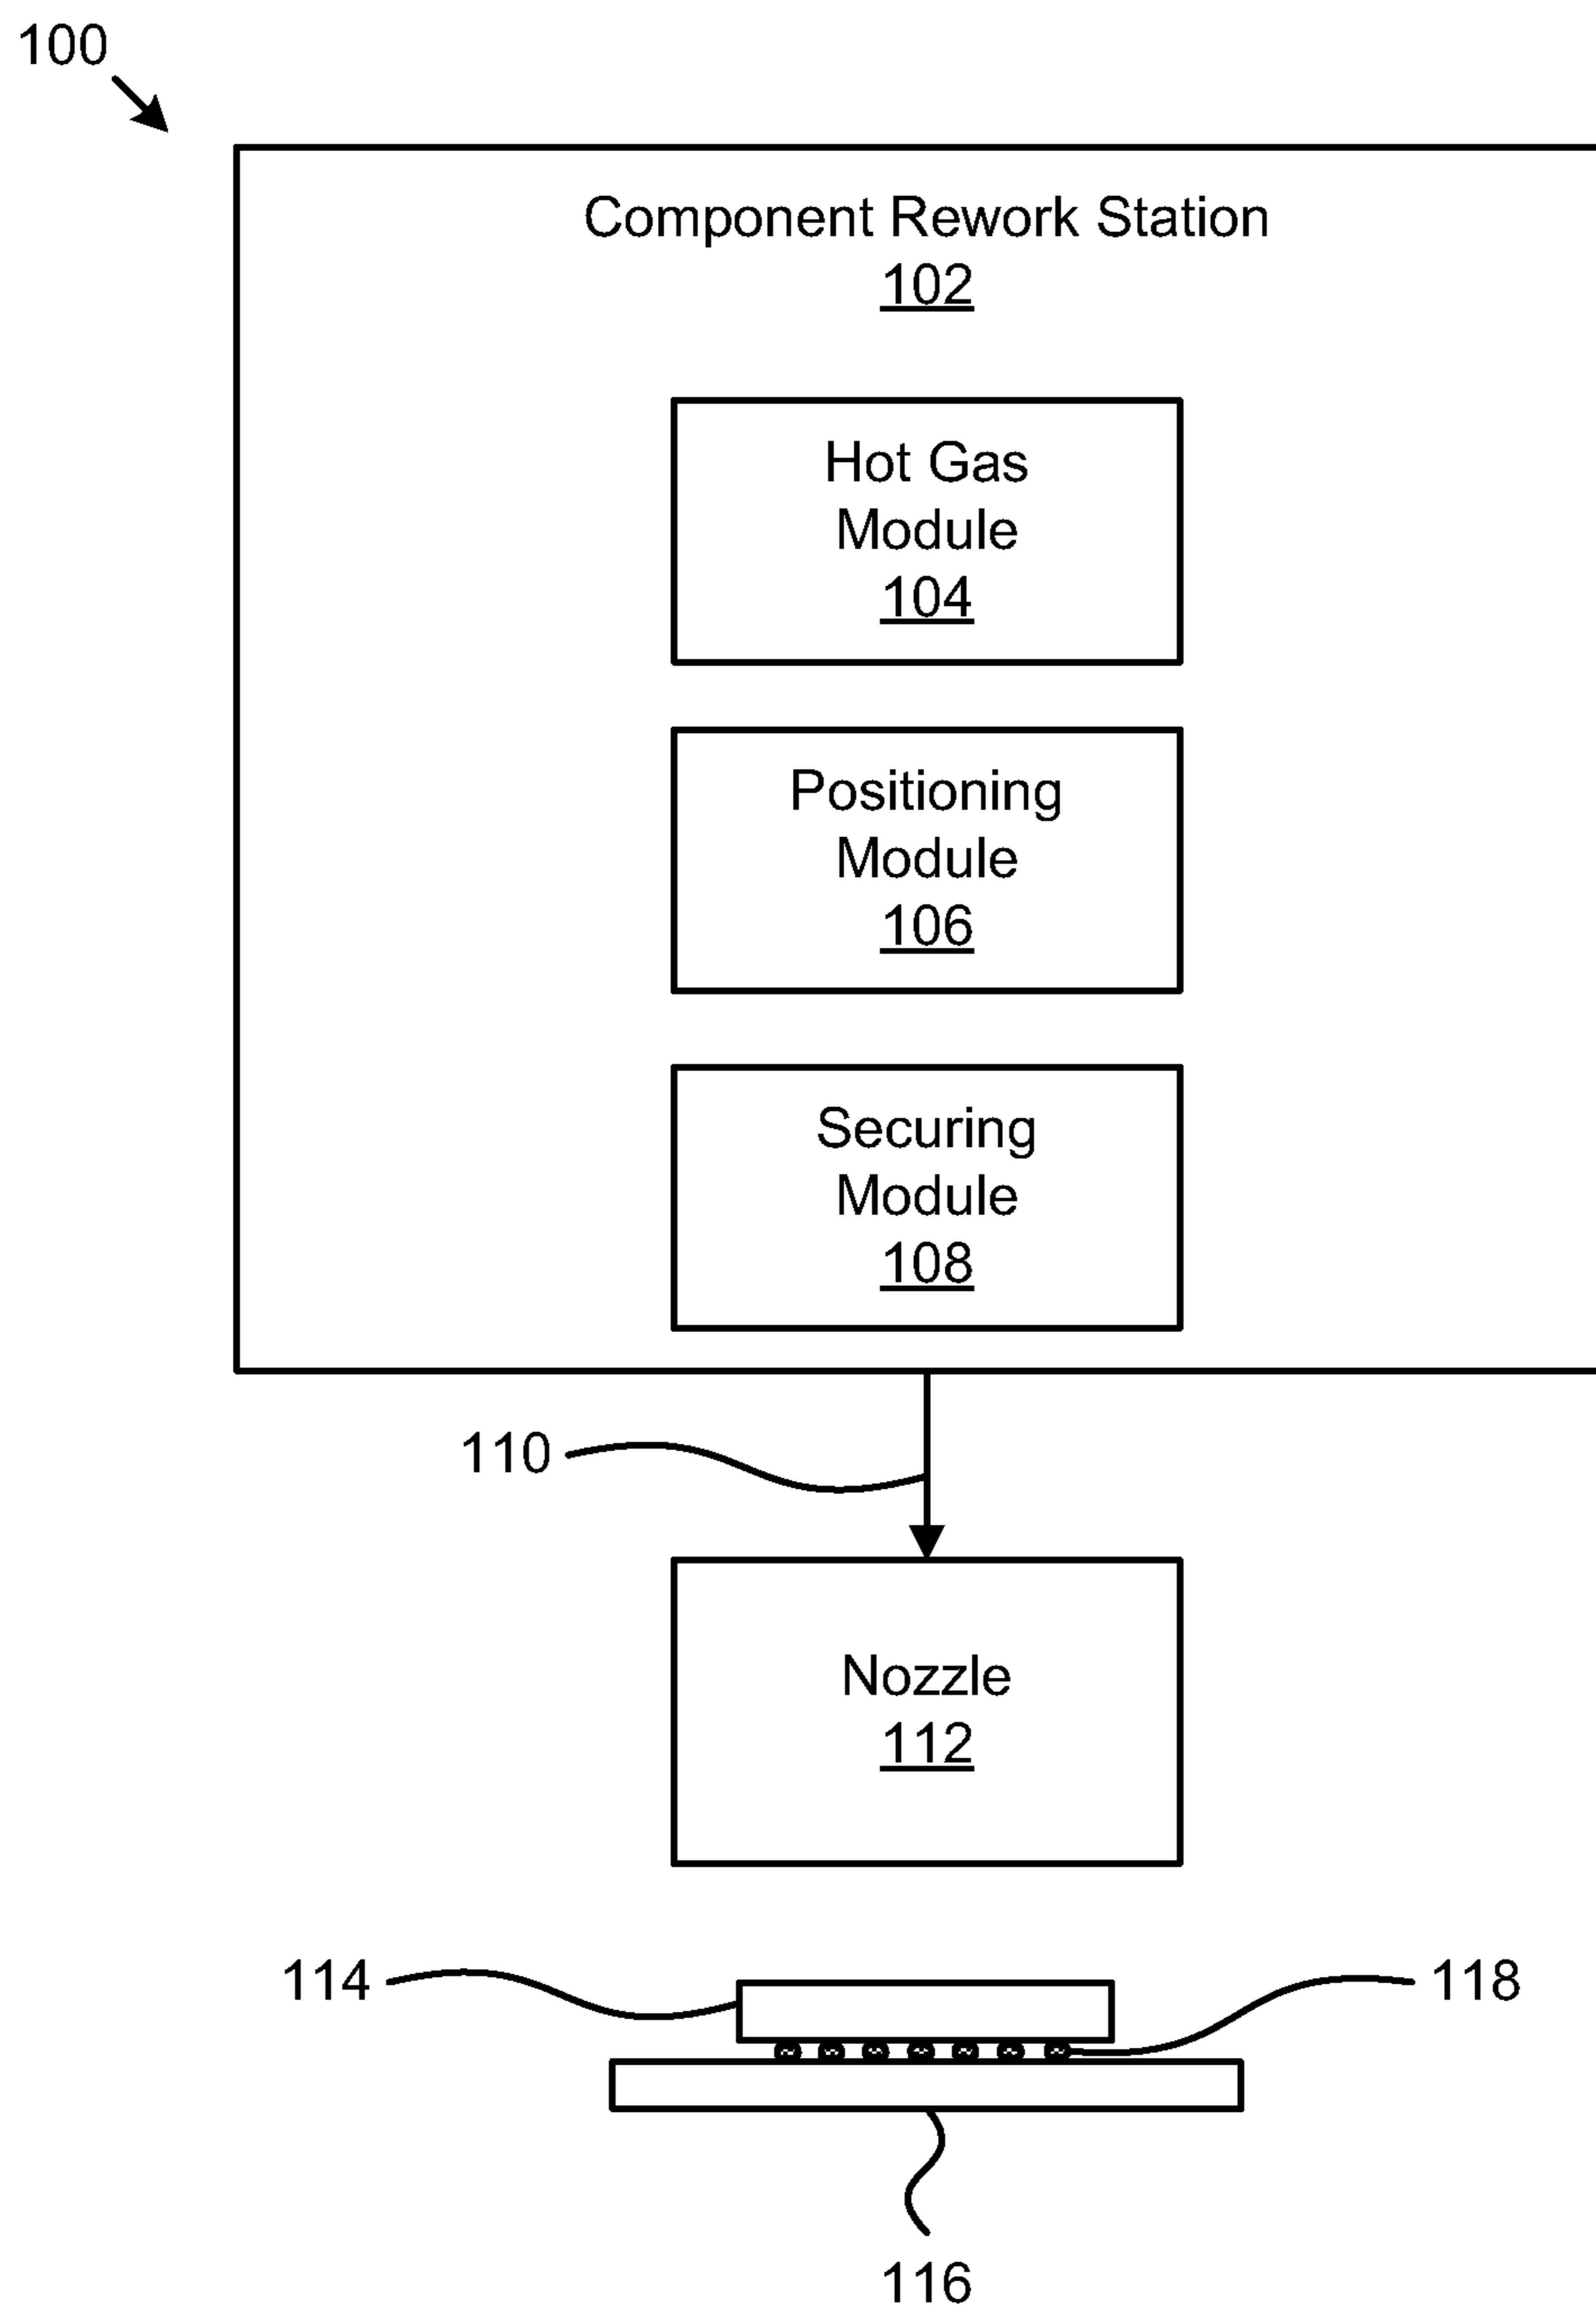 100
Component Rework Station
102
Hot Gas
Module
104
Positioning
Module
106
Securing
Module
108
110
Nozzle
112
114
118
116